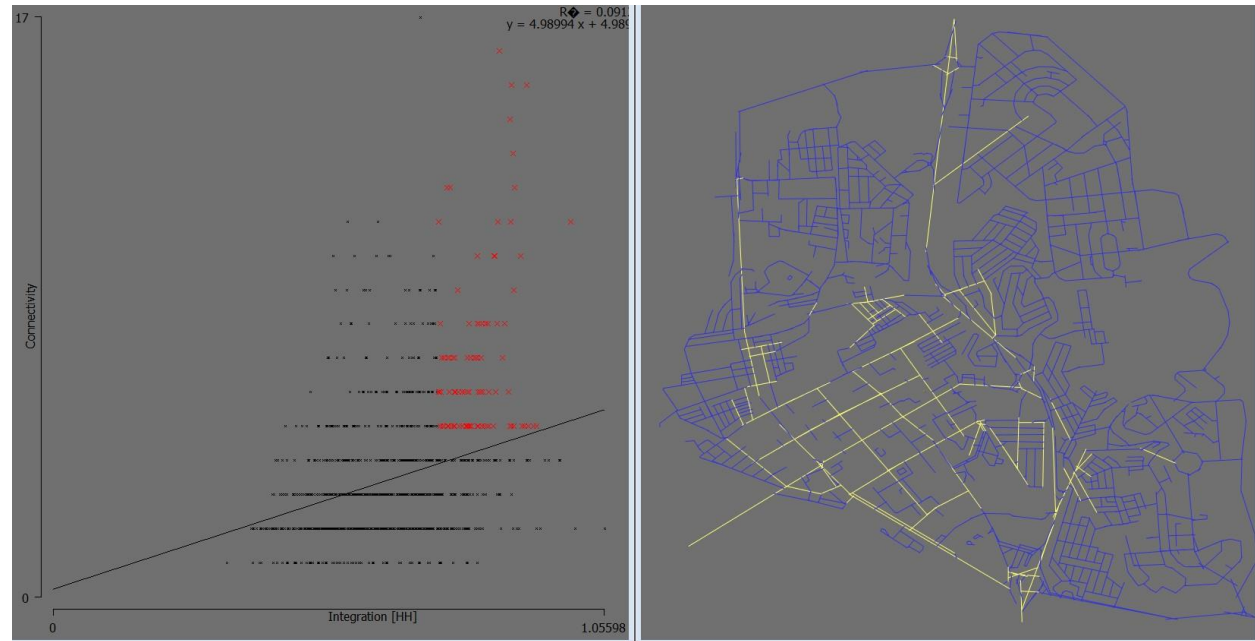 17
R� = 0.091
y = 4.98994 x + 4.989
Connectivity
0
Integration [HH]
0
1.05598